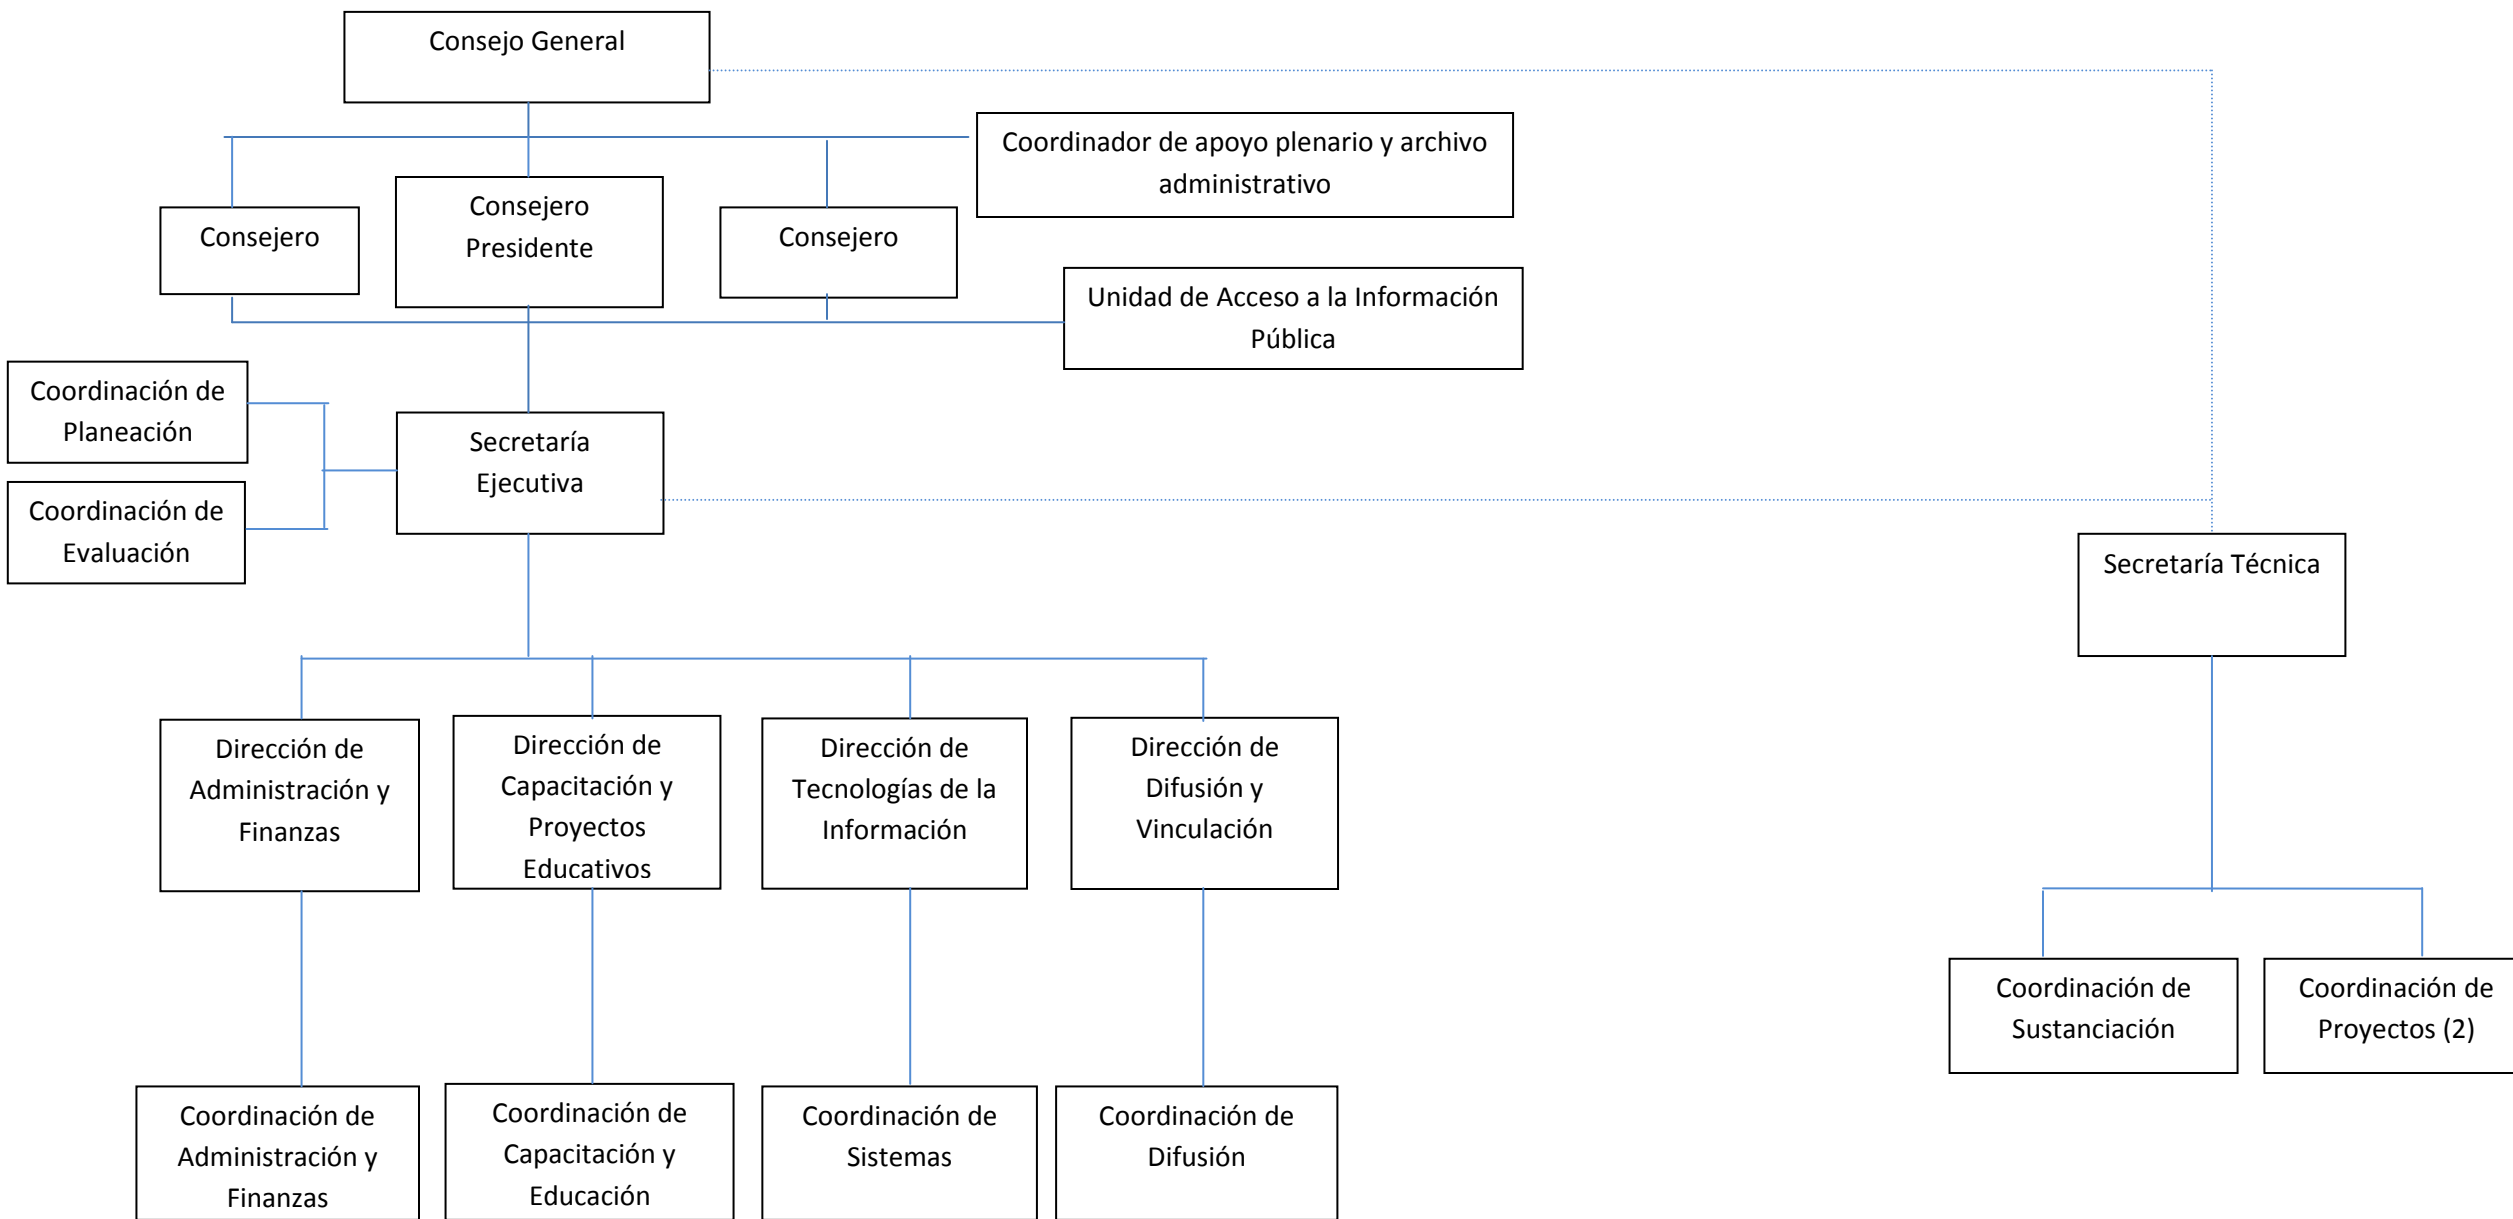 Consejo General
Coordinador de apoyo plenario y archivo
administrativo
Consejero
Consejero
Presidente
Consejero
Unidad de Acceso a la Información
Pública
Coordinación de
Planeación
Secretaría
Ejecutiva
Coordinación de
Evaluación
Secretaría Técnica
Dirección de
Administración y
Finanzas
Dirección de
Capacitación y
Proyectos
Educativos
Dirección de
Tecnologías de la
Información
Dirección de
Difusión y
Vinculación
Coordinación de
Sustanciación
Coordinación de
Proyectos (2)
Coordinación de
Administración y
Finanzas
Coordinación de
Capacitación y
Educación
Coordinación de
Sistemas
Coordinación de
Difusión